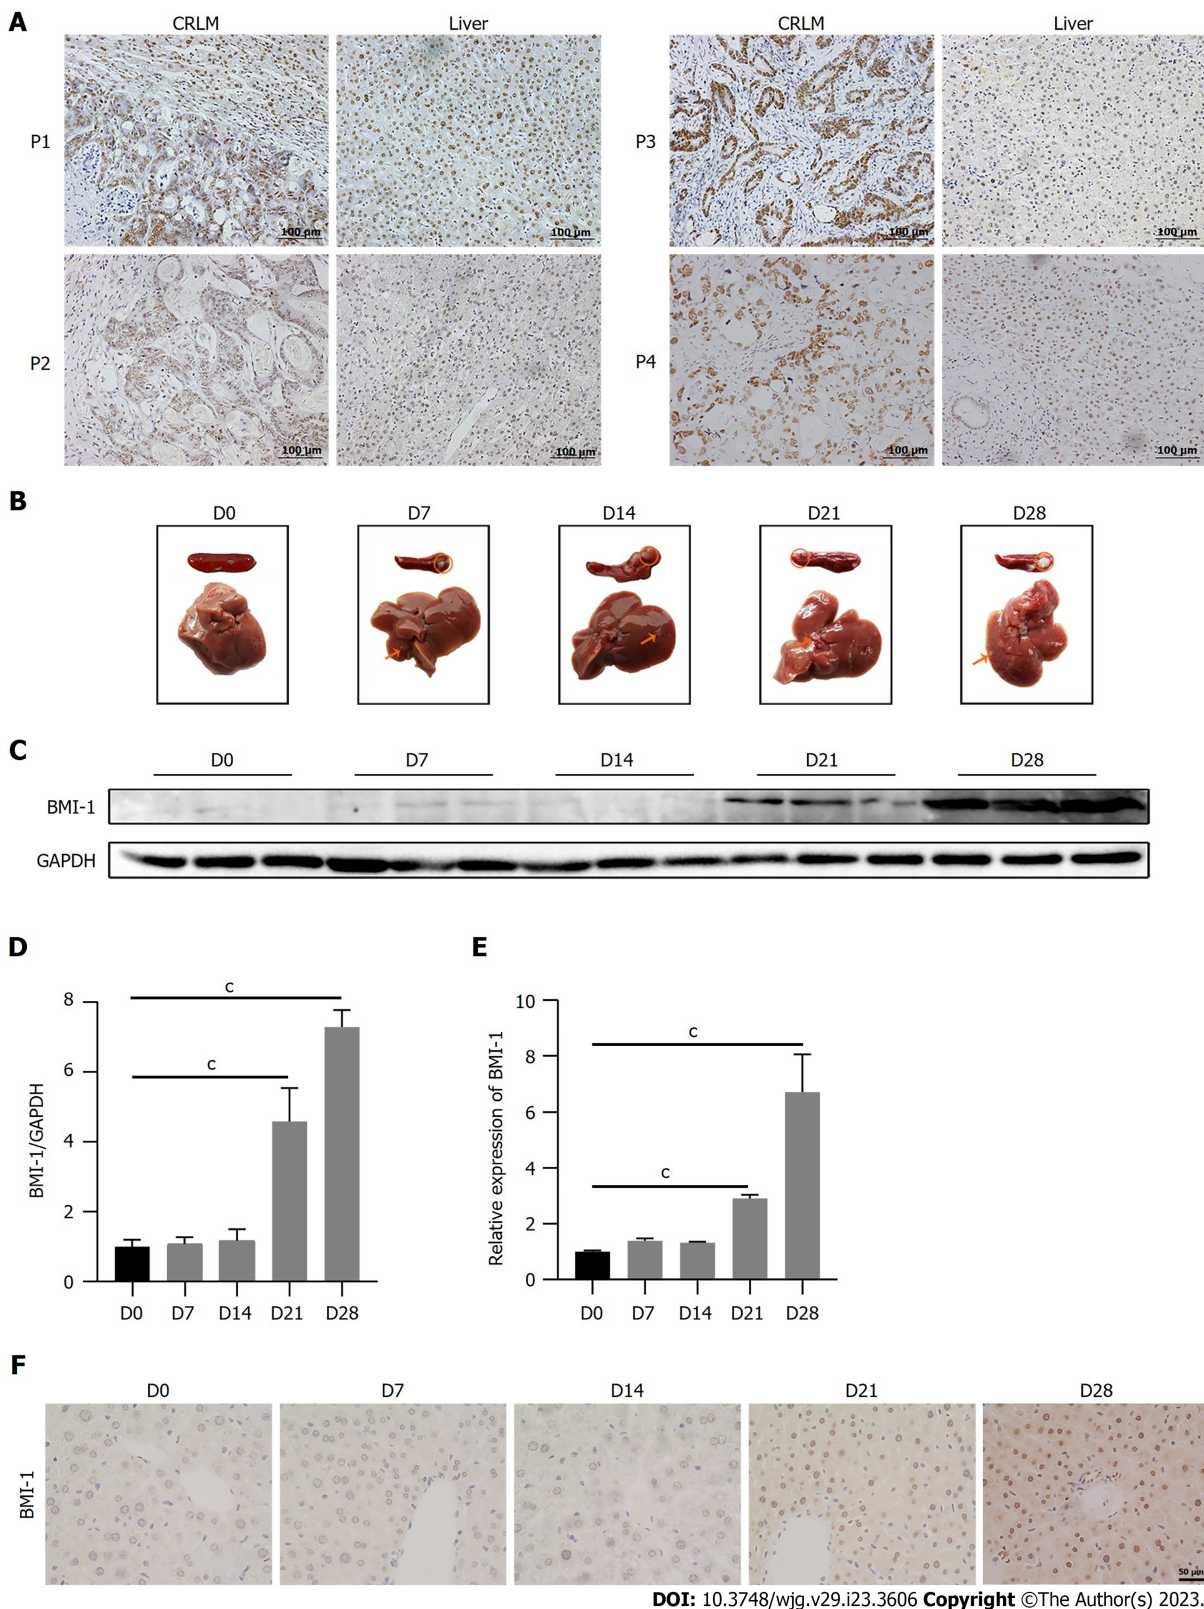 A
CRLM Liver CRLM Liver
P1 P3
100 μm 100 μm 100 μm 100 μm
P2 P4
100 μm 100 μm 100 μm 100 μm
B
D0 D7 D14 D21 D28
C
D0 D7 D14 D21 D28
BMI-1
GAPDH
D
BMI-1/GAPDH
8
6
4
2
0
c
c
D0 D7 D14 D21 D28
E
Relative expression of BMI-1
10
8
6
4
2
0
c
c
D0 D7 D14 D21 D28
F
D0 D7 D14 D21 D28
BMI-1
50 μm
DOI: 10.3748/wjg.v29.i23.3606 Copyright ©The Author(s) 2023